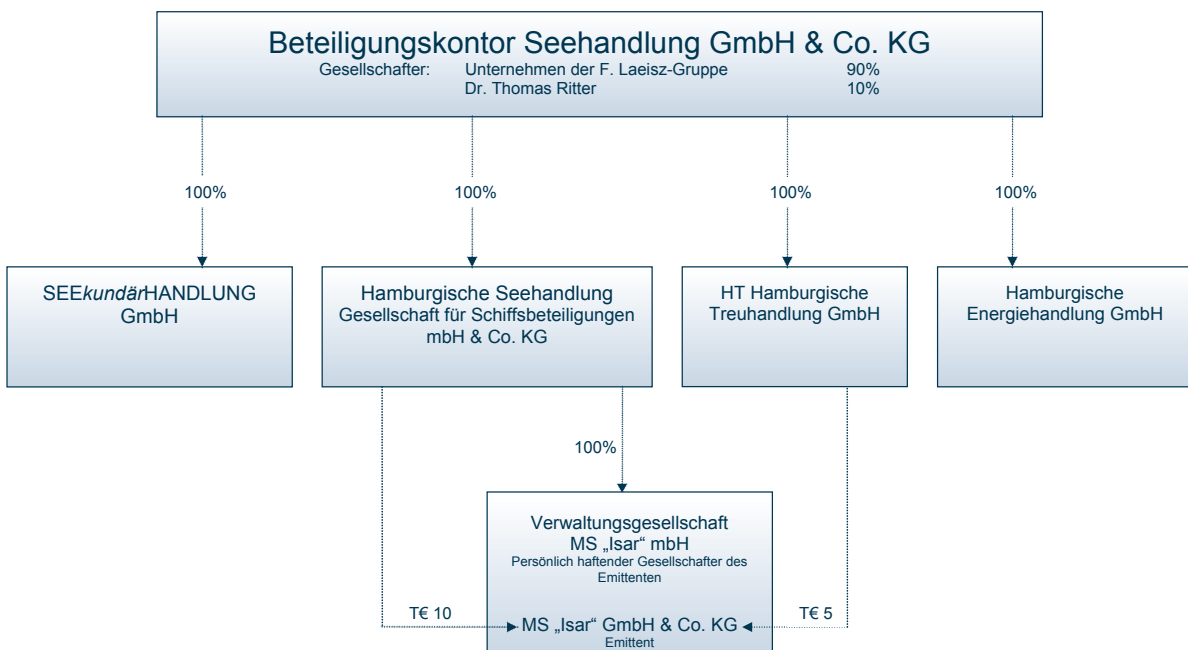 Beteiligungskontor Seehandlung GmbH & Co. KG
Gesellschafter: Unternehmen der F. Laeisz-Gruppe 90%
Dr. Thomas Ritter 10%
100% 100% 100% 100%
SEEkundärHANDLUNG
GmbH
Hamburgische Seehandlung
Gesellschaft für Schiffsbeteiligungen
mbH & Co. KG
HT Hamburgische
Treuhandlung GmbH
Hamburgische
Energiehandlung GmbH
100%
Verwaltungsgesellschaft
MS „Isar“ mbH
Persönlich haftender Gesellschafter des
Emittenten
T€ 10
MS „Isar“ GmbH & Co. KG
Emittent
T€ 5